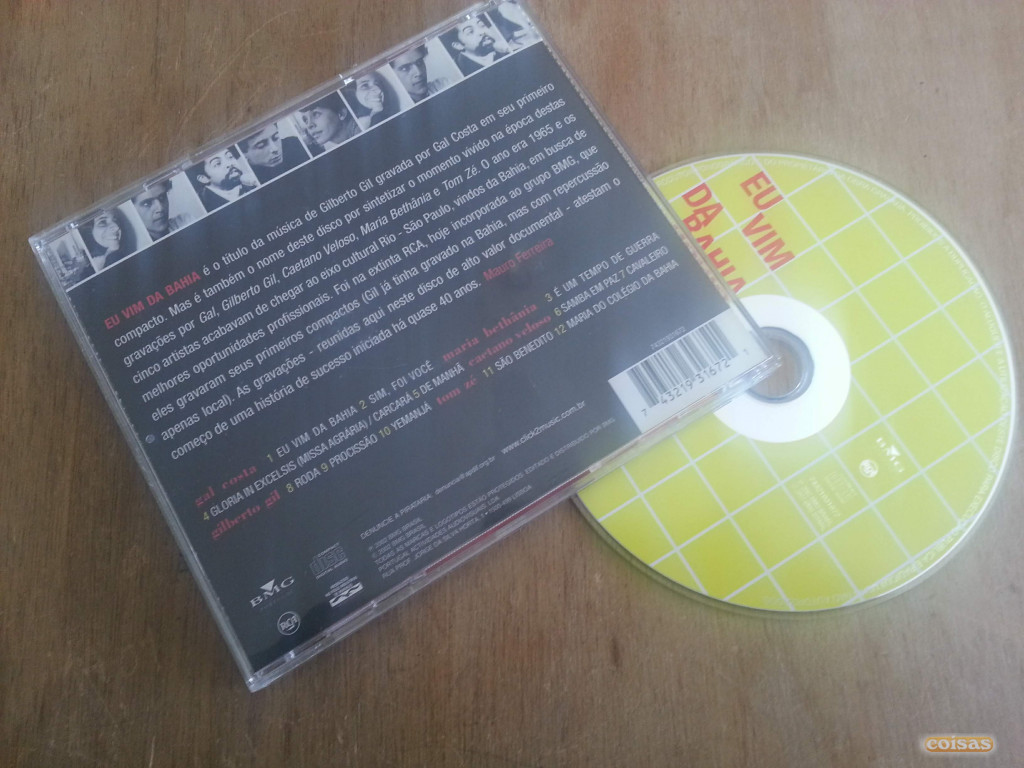 EU VIM DA BAHIA é o título da música de Gilberto Gil gravada por Gal Costa em seu primeiro
compacto. Mas é também o nome deste disco por sintetizar o momento vivido na época destas
gravações por Gal, Gilberto Gil, Caetano Veloso, Maria Bethânia e Tom Zé. O ano era 1965 e os
cinco artistas acabavam de chegar ao eixo cultural Rio - São Paulo, vindos da Bahia, em busca de
melhores oportunidades profissionais. Foi na extinta RCA, hoje incorporada ao grupo BMG, que
eles gravaram seus primeiros compactos (Gil já tinha gravado na Bahia, mas com repercussão
apenas local). As gravações - reunidas aqui neste disco de alto valor documental - atestam o
começo de uma história de sucesso iniciada há quase 40 anos. Mauro Ferreira
gal costa 1 EU VIM DA BAHIA 2 SIM, FOI VOCÊ maria bethânia 3 É UM TEMPO DE GUERRA
4 GLORIA IN EXCELSIS (MISSA AGRÁRIA) / CARCARÁ 5 DE MANHÃ caetano veloso 6 SAMBA EM PAZ 7 CAVALEIRO
gilberto gil 8 RODA 9 PROCISSÃO 10 YEMANJÁ tom zé 11 SÃO BENEDITO 12 MARIA DO COLÉGIO DA BAHIA
7 43219 31672 7
www.click2music.com.br
DENUNCIE A PIRATARIA:
BMG
RCA
EU VIM
DA BAHIA
RCA
BMG
coisas